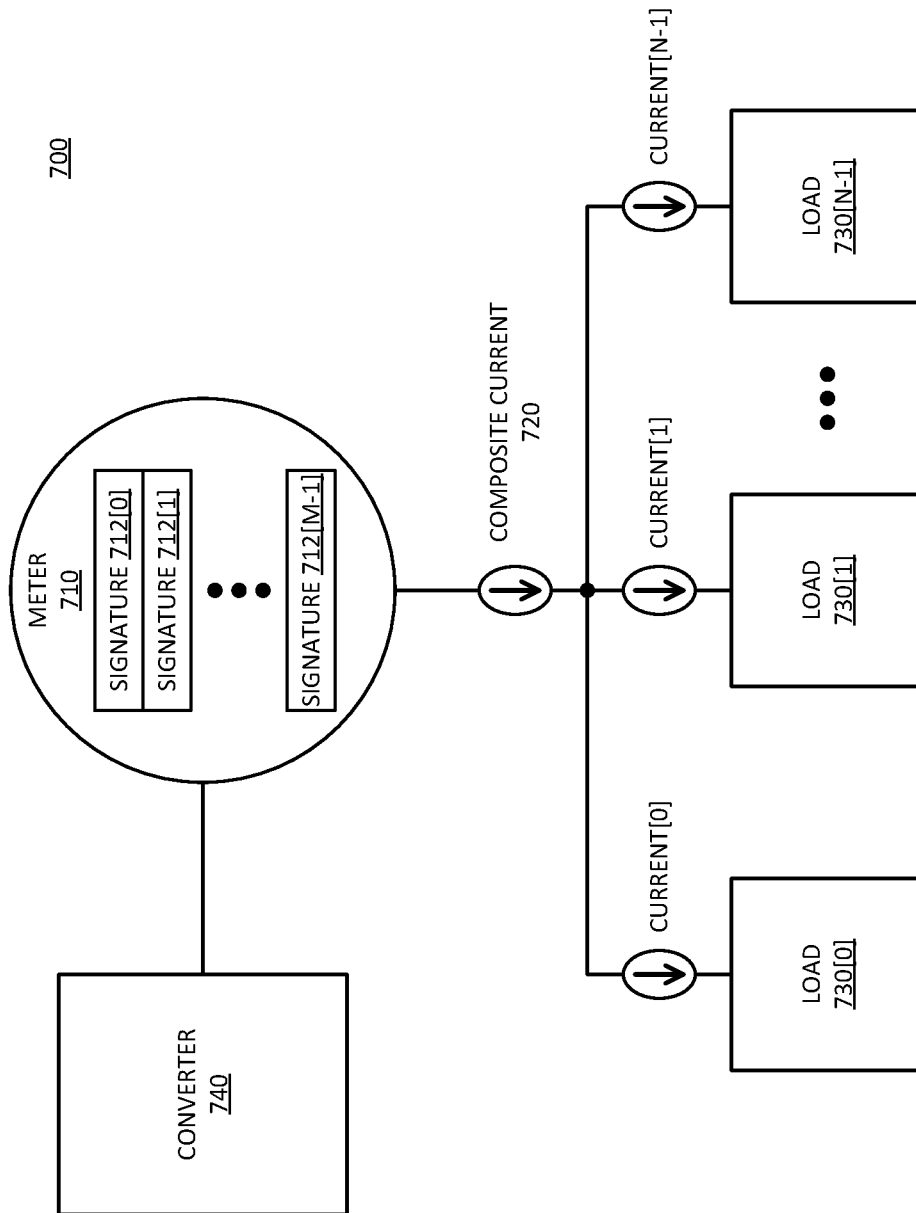 700
METER
710
SIGNATURE 712[0]
SIGNATURE 712[1]
SIGNATURE 712[M-1]
CONVERTER
740
COMPOSITE CURRENT
720
CURRENT[0]
CURRENT[1]
CURRENT[N-1]
LOAD
730[0]
LOAD
730[1]
LOAD
730[N-1]